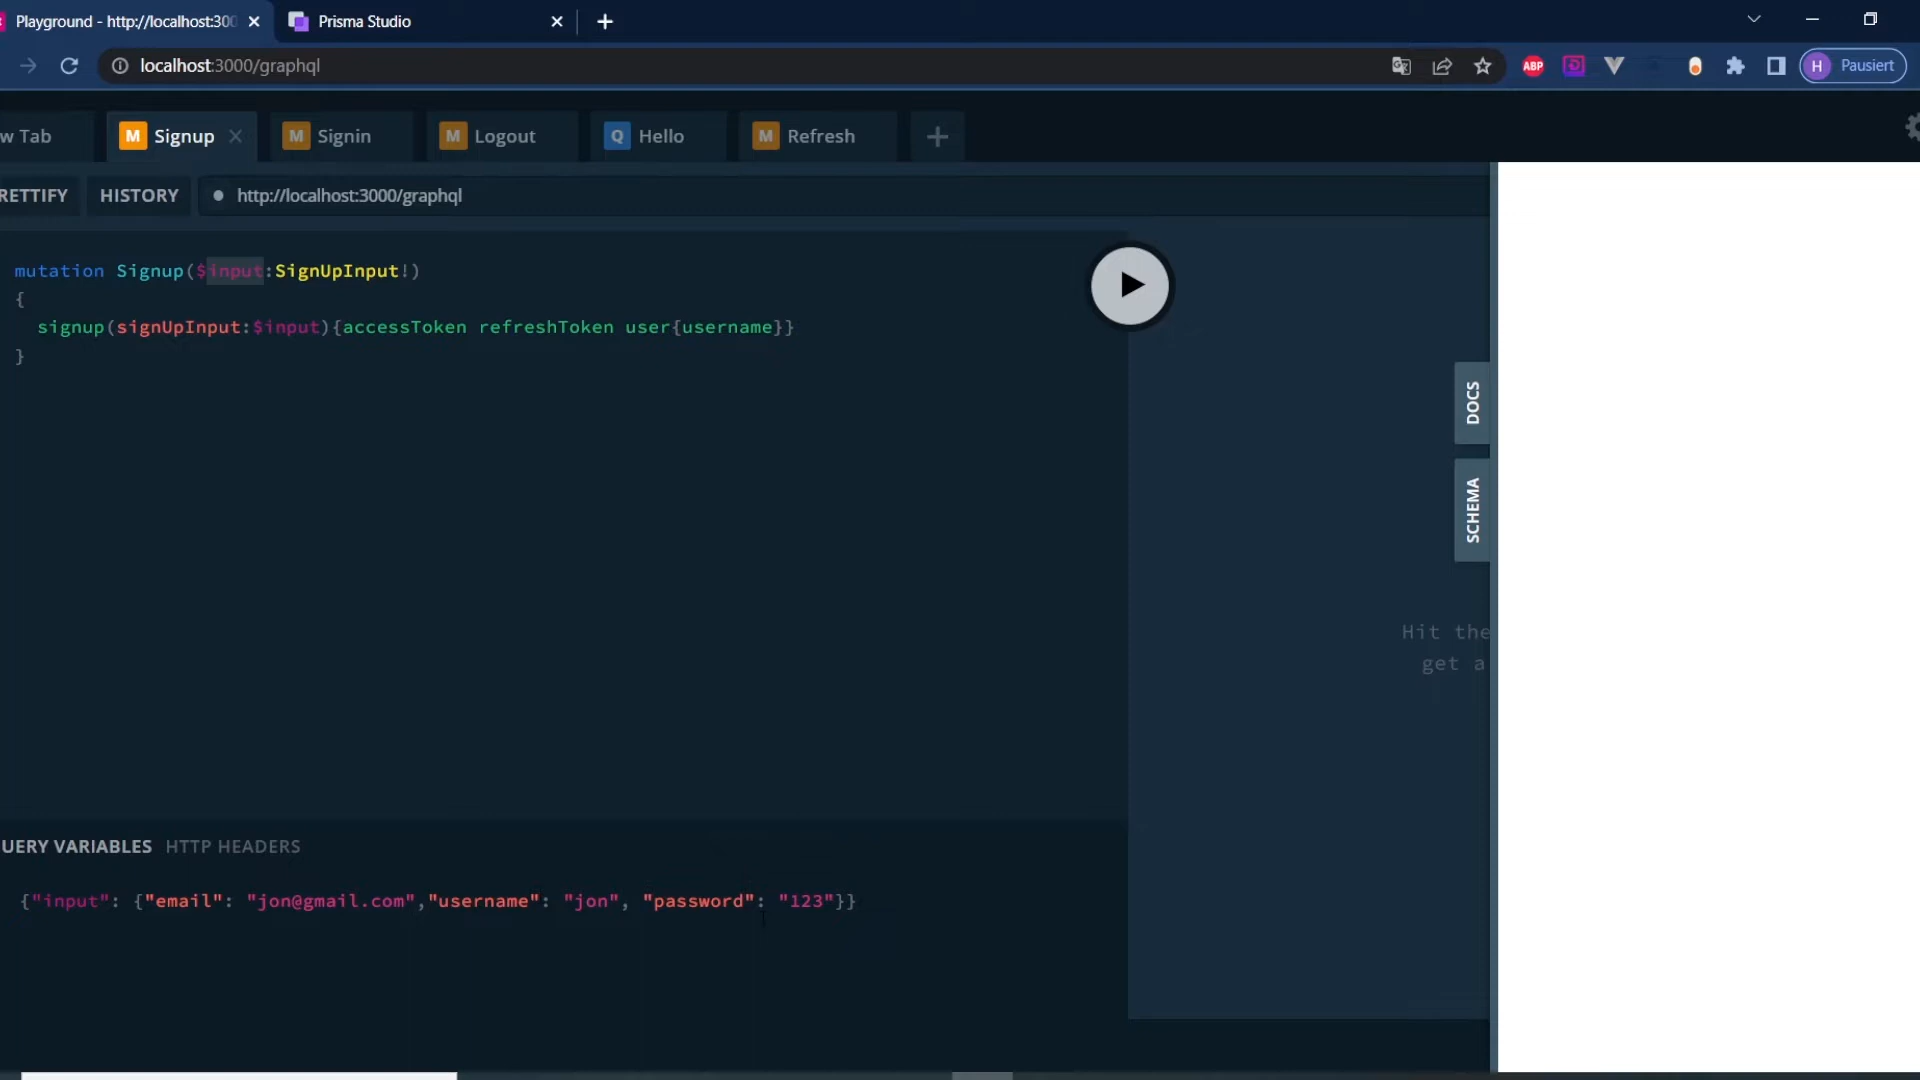 Playground - http://localhost:300
Prisma Studio
localhost:3000/graphql
ABP
H Pausiert
w Tab
M Signup
M Signin
M Logout
Q Hello
M Refresh
RETTIFY
HISTORY
http://localhost:3000/graphql
mutation Signup($input:SignUpInput!)
{
signup(signUpInput:$input){accessToken refreshToken user{username}}
}
DOCS
SCHEMA
Hit the
get a
UERY VARIABLES
HTTP HEADERS
{"input": {"email": "jon@gmail.com","username": "jon", "password": "123"}}